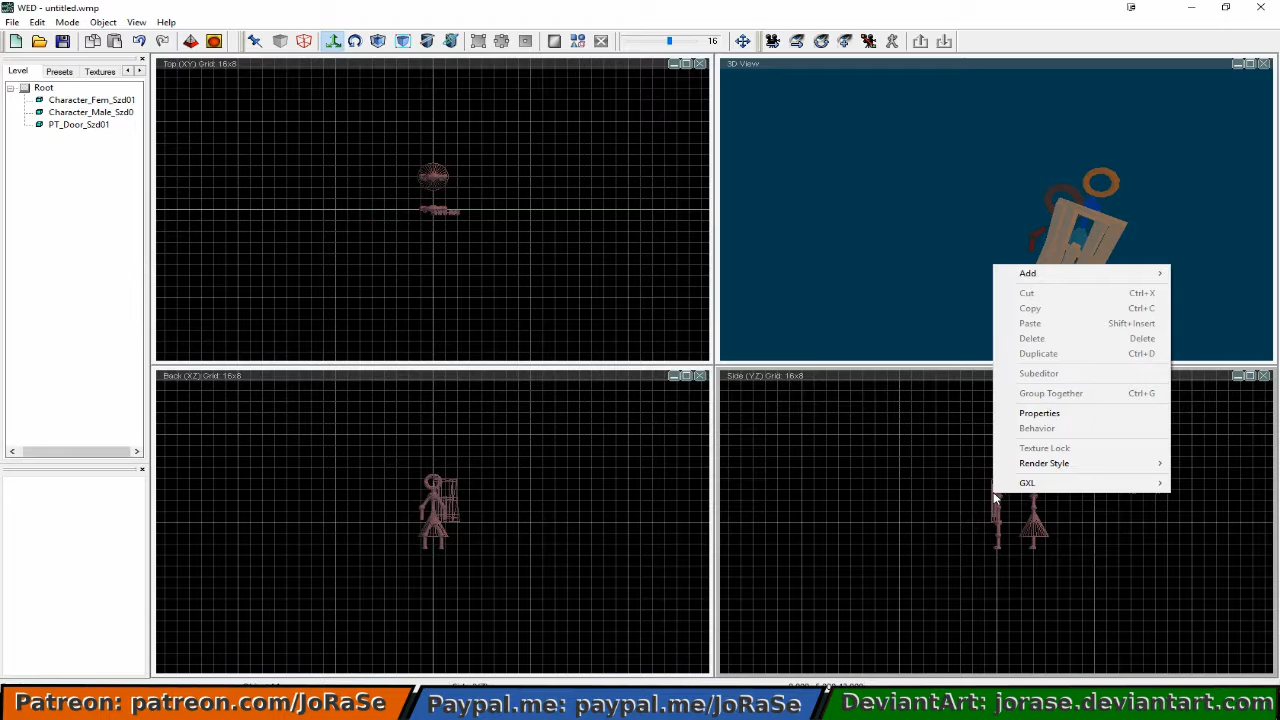 WED - untitled.wmp
File Edit Mode Object View Help
16
Level Presets Textures
Root
Character_Fem_Szd01
Character_Male_Szd0
PT_Door_Szd01
Top (XY) Grid: 16x8
3D View
Back (XZ) Grid: 16x8
Side (YZ) Grid: 16x8
Add
Cut Ctrl+X
Copy Ctrl+C
Paste Shift+Insert
Delete Delete
Duplicate Ctrl+D
Subeditor
Group Together Ctrl+G
Properties
Behavior
Texture Lock
Render Style
GXL
Patreon: patreon.com/JoRaSe
Paypal.me: paypal.me/JoRaSe
DeviantArt: jorase.deviantart.com